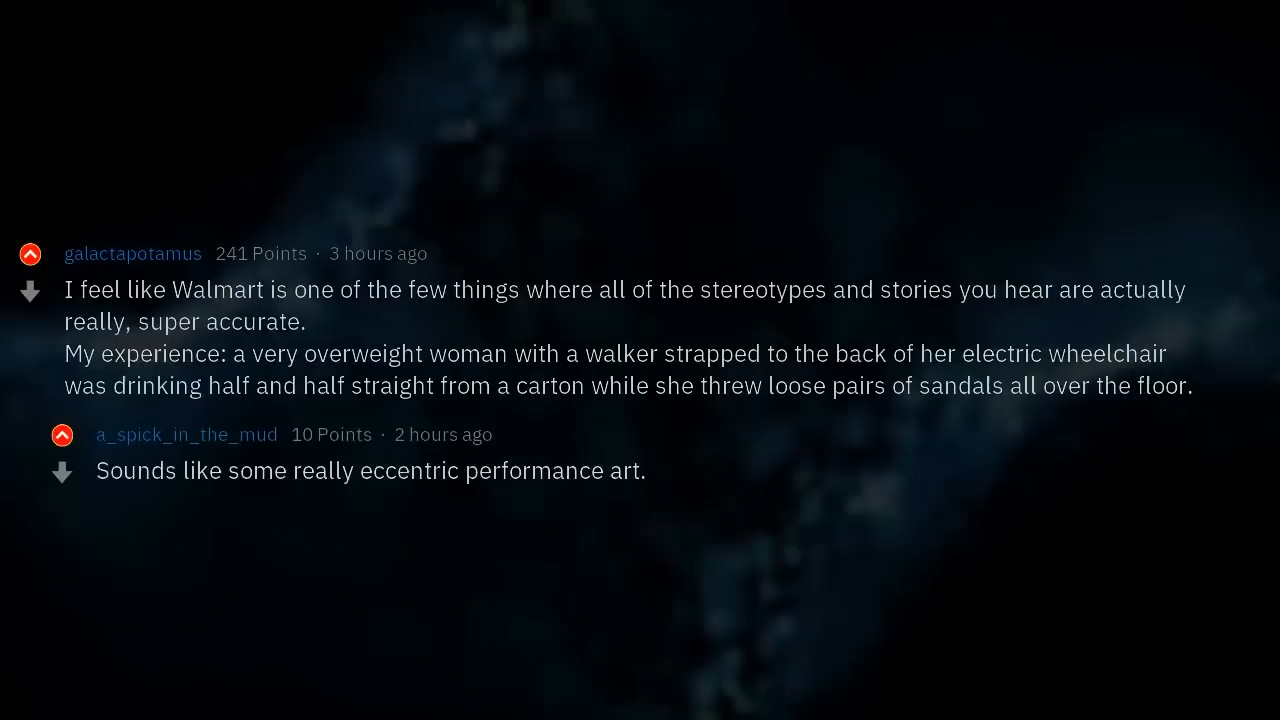 galactapotamus 241 Points · 3 hours ago
I feel like Walmart is one of the few things where all of the stereotypes and stories you hear are actually
really, super accurate.
My experience: a very overweight woman with a walker strapped to the back of her electric wheelchair
was drinking half and half straight from a carton while she threw loose pairs of sandals all over the floor.
a_spick_in_the_mud 10 Points · 2 hours ago
Sounds like some really eccentric performance art.